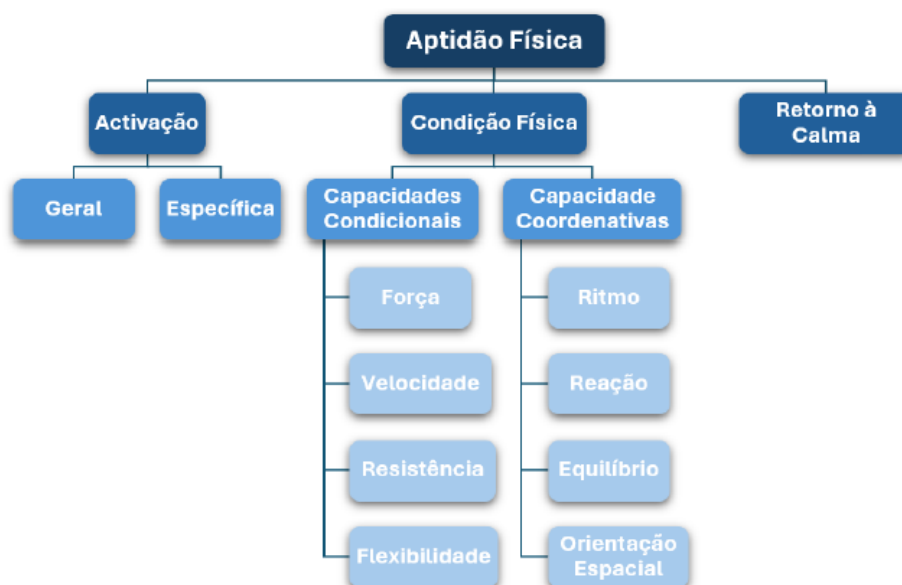 Aptidão Física
Activação
Condição Física
Retorno à
Calma
Geral
Específica
Capacidades
Condicionais
Capacidade
Coordenativas
Força
Ritmo
Velocidade
Reação
Resistência
Equilíbrio
Flexibilidade
Orientação
Espacial